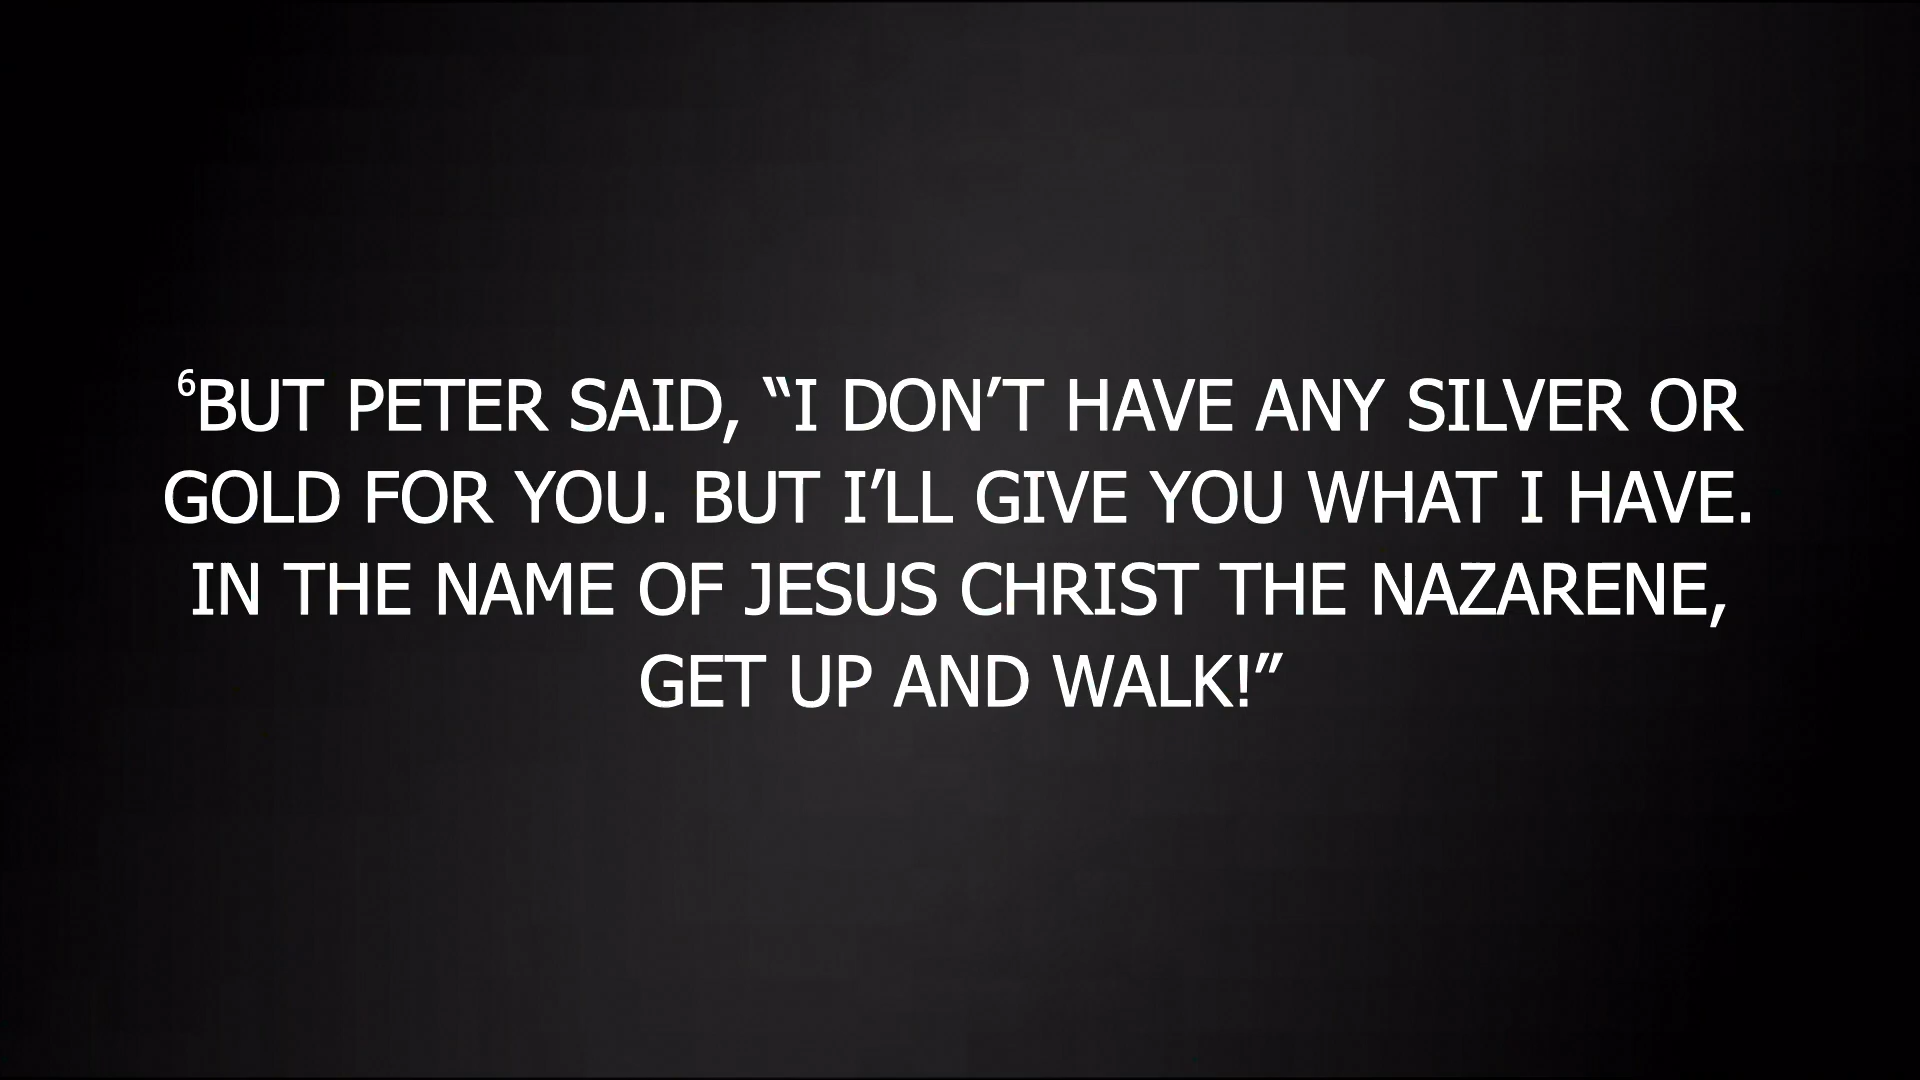 ⁶BUT PETER SAID, “I DON’T HAVE ANY SILVER OR
GOLD FOR YOU. BUT I’LL GIVE YOU WHAT I HAVE.
IN THE NAME OF JESUS CHRIST THE NAZARENE,
GET UP AND WALK!”